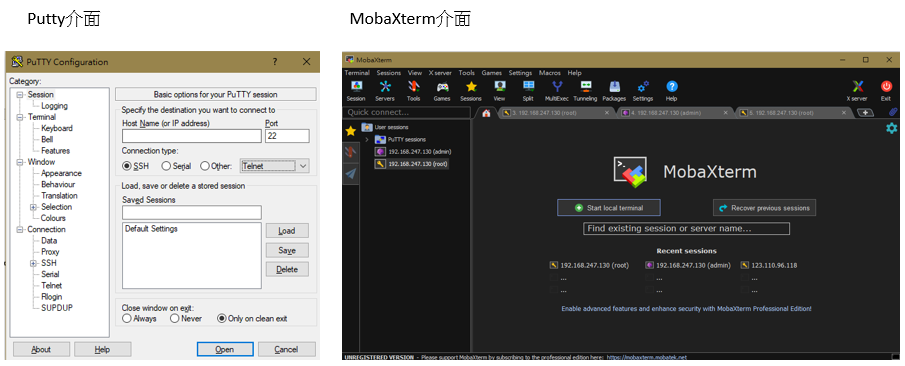 Putty介面
MobaXterm介面
PuTTY Configuration
Category:
Session
Logging
Terminal
Keyboard
Bell
Features
Window
Appearance
Behaviour
Translation
Selection
Colours
Connection
Data
Proxy
SSH
Serial
Telnet
Rlogin
SUPDUP
Basic options for your PuTTY session
Specify the destination you want to connect to
Host Name (or IP address) Port
22
Connection type:
SSH Serial Other: Telnet
Load, save or delete a stored session
Saved Sessions
Default Settings
Load
Save
Delete
Close window on exit:
Always Never Only on clean exit
About Help Open Cancel
MobaXterm
Terminal Sessions View X server Tools Games Settings Macros Help
Session Servers Tools Games Sessions View Split MultiExec Tunneling Packages Settings Help X server Exit
Quick connect...
3. 192.168.247.130 (root) 4. 192.168.247.130 (admin) 5. 192.168.247.130 (root)
User sessions
PuTTY sessions
192.168.247.130 (admin)
192.168.247.130 (root)
MobaXterm
Start local terminal Recover previous sessions
Find existing session or server name...
Recent sessions
192.168.247.130 (root) 192.168.247.130 (admin) 123.110.96.118
... ... ...
... ... ...
Enable advanced features and enhance security with MobaXterm Professional Edition!
UNREGISTERED VERSION - Please support MobaXterm by subscribing to the professional edition here: https://mobaxterm.mobatek.net